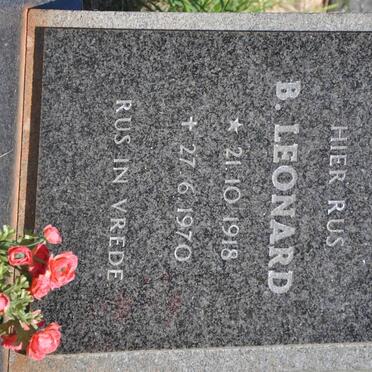 HIER RUS
B. LEONARD
★ 21.10.1918
✝ 27.6.1970
RUS IN VREDE